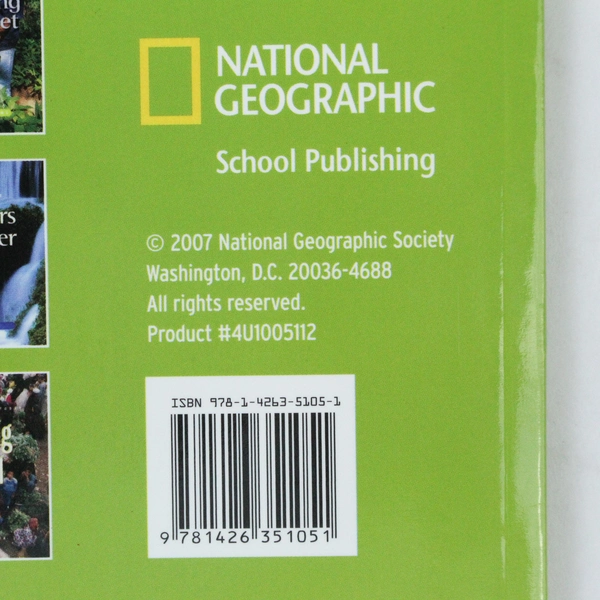 NATIONAL
GEOGRAPHIC
School Publishing
© 2007 National Geographic Society
Washington, D.C. 20036-4688
All rights reserved.
Product #4U1005112
ISBN 978-1-4263-5105-1
9 781426 351051